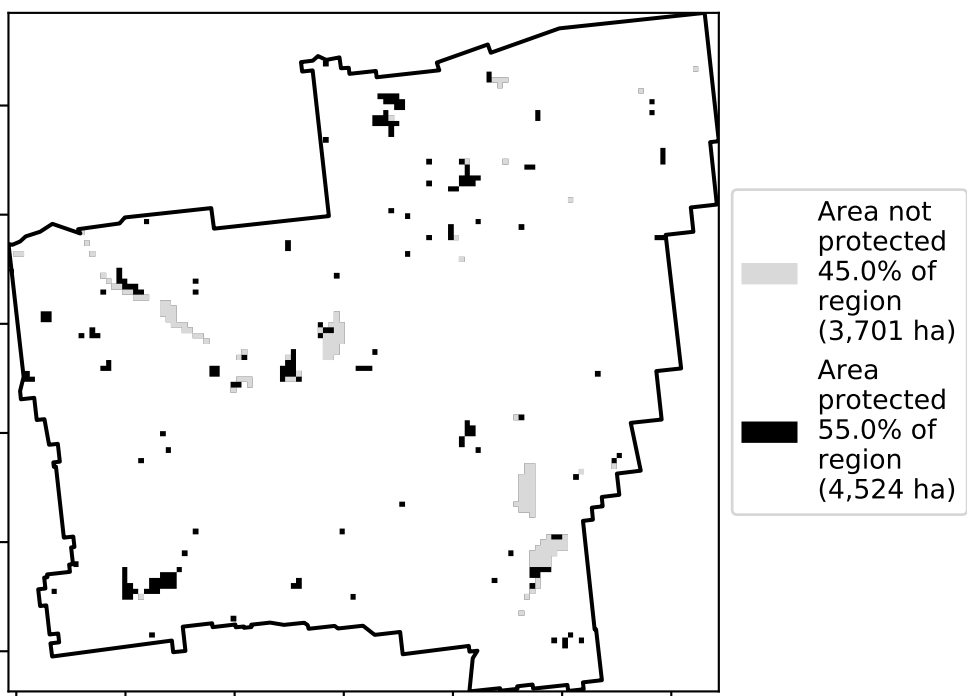 Area not
protected
45.0% of
region
(3,701 ha)
Area
protected
55.0% of
region
(4,524 ha)